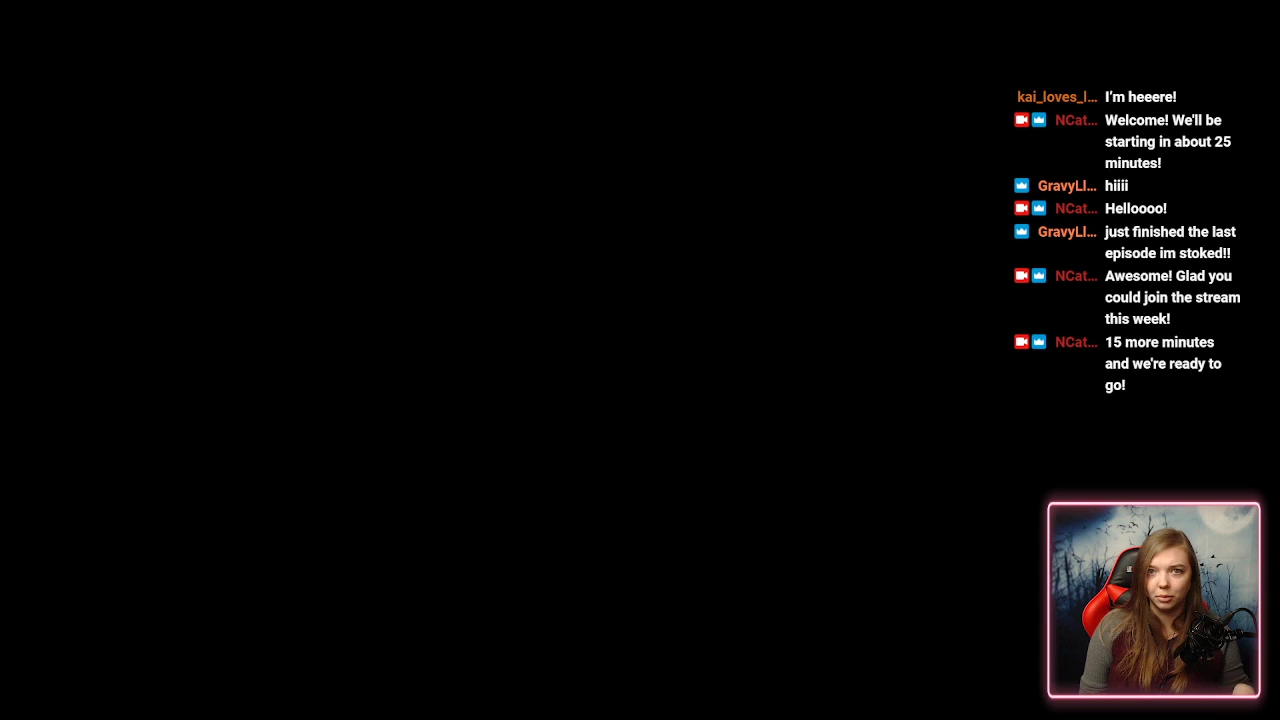 kai_loves_l... I'm heeere!
NCat... Welcome! We'll be
starting in about 25
minutes!
GravyLI... hiiii
NCat... Helloooo!
GravyLI... just finished the last
episode im stoked!!
NCat... Awesome! Glad you
could join the stream
this week!
NCat... 15 more minutes
and we're ready to
go!